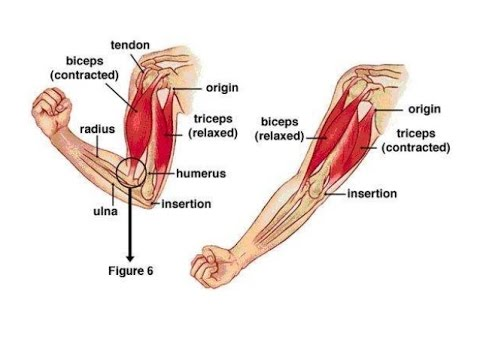 tendon
biceps
(contracted)
origin
triceps
(relaxed)
radius
humerus
ulna
insertion
Figure 6
origin
biceps
(relaxed)
triceps
(contracted)
insertion